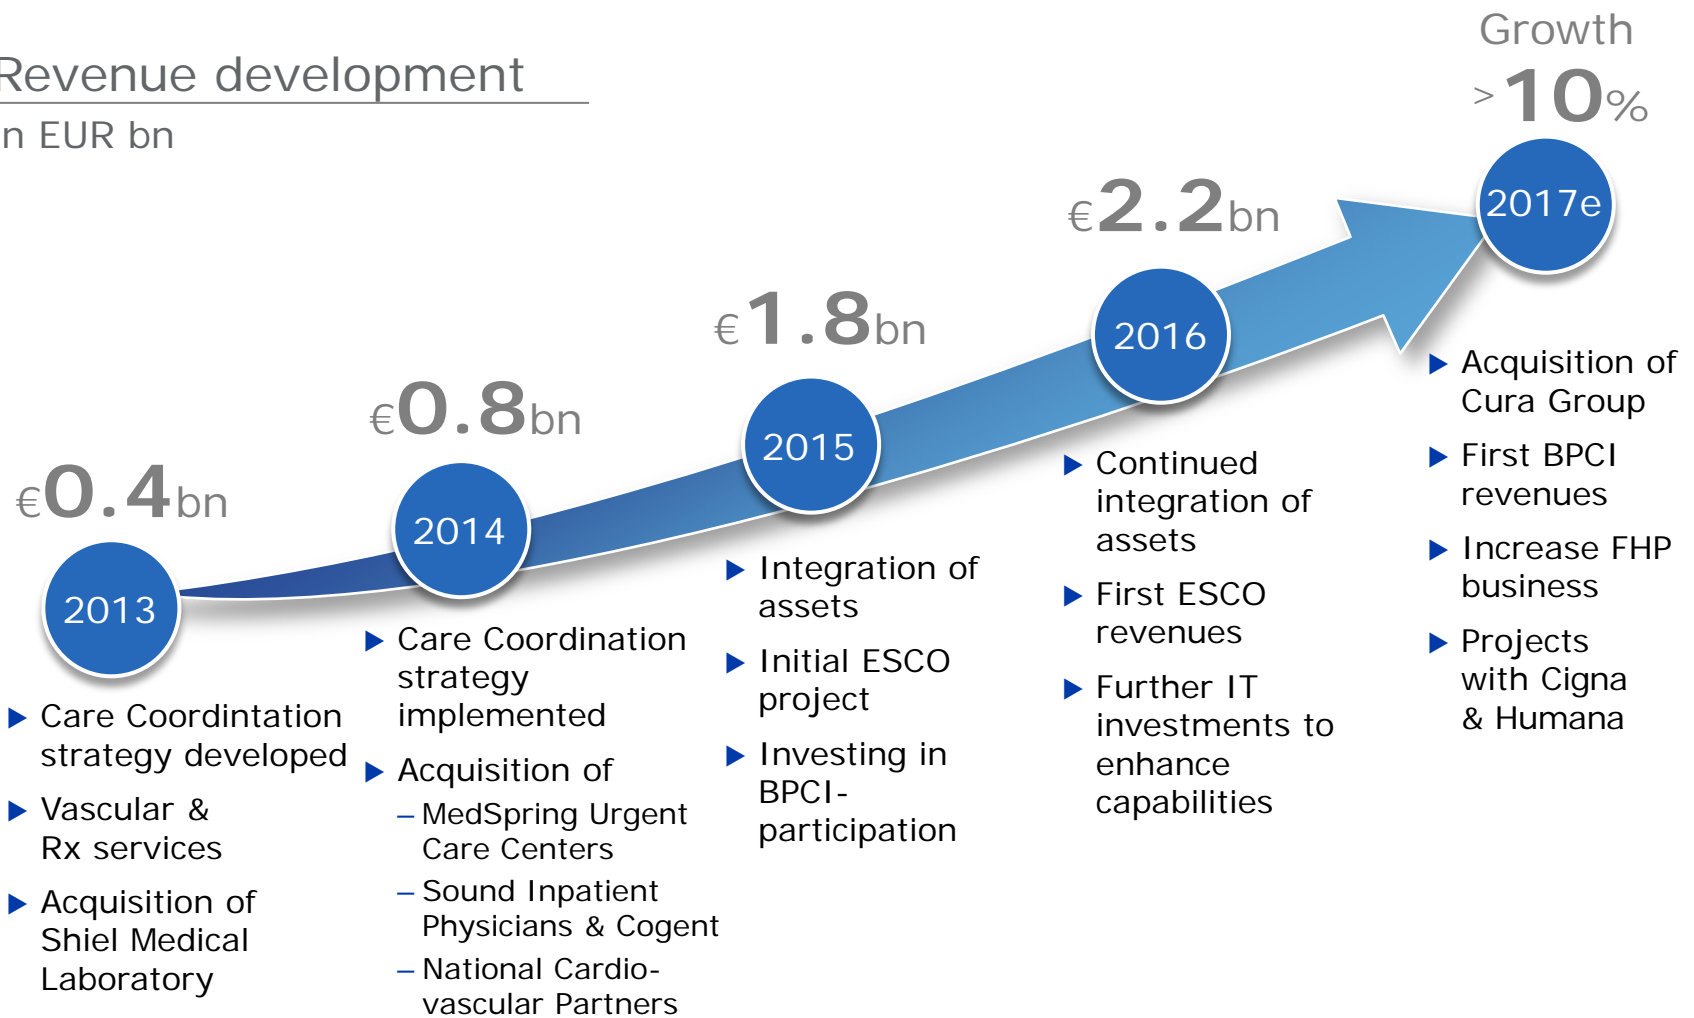 Revenue development
n EUR bn
Growth
>10%
2017e
€2.2bn
2016
€1.8bn
2015
€0.8bn
2014
€0.4bn
2013
Care Coordintation
strategy developed
Vascular &
Rx services
Acquisition of
Shiel Medical
Laboratory
Care Coordination
strategy
implemented
Acquisition of
– MedSpring Urgent
Care Centers
– Sound Inpatient
Physicians & Cogent
– National Cardio-
vascular Partners
Integration of
assets
Initial ESCO
project
Investing in
BPCI-
participation
Continued
integration of
assets
First ESCO
revenues
Further IT
investments to
enhance
capabilities
Acquisition of
Cura Group
First BPCI
revenues
Increase FHP
business
Projects
with Cigna
& Humana